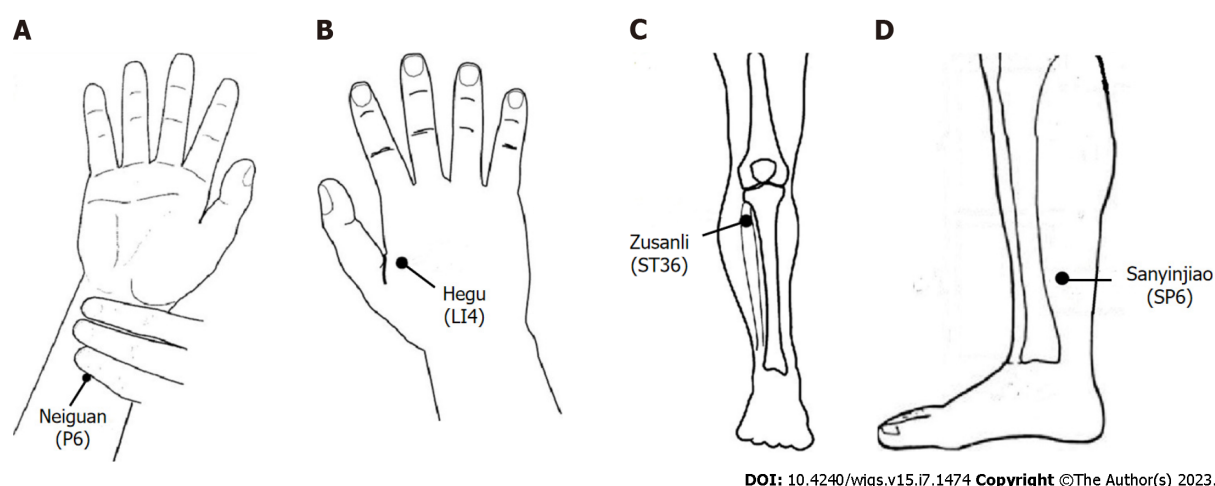 A
B
C
D
Neiguan
(P6)
Hegu
(LI4)
Zusanli
(ST36)
Sanyinjiao
(SP6)
DOI: 10.4240/wjgs.v15.i7.1474 Copyright ©The Author(s) 2023.